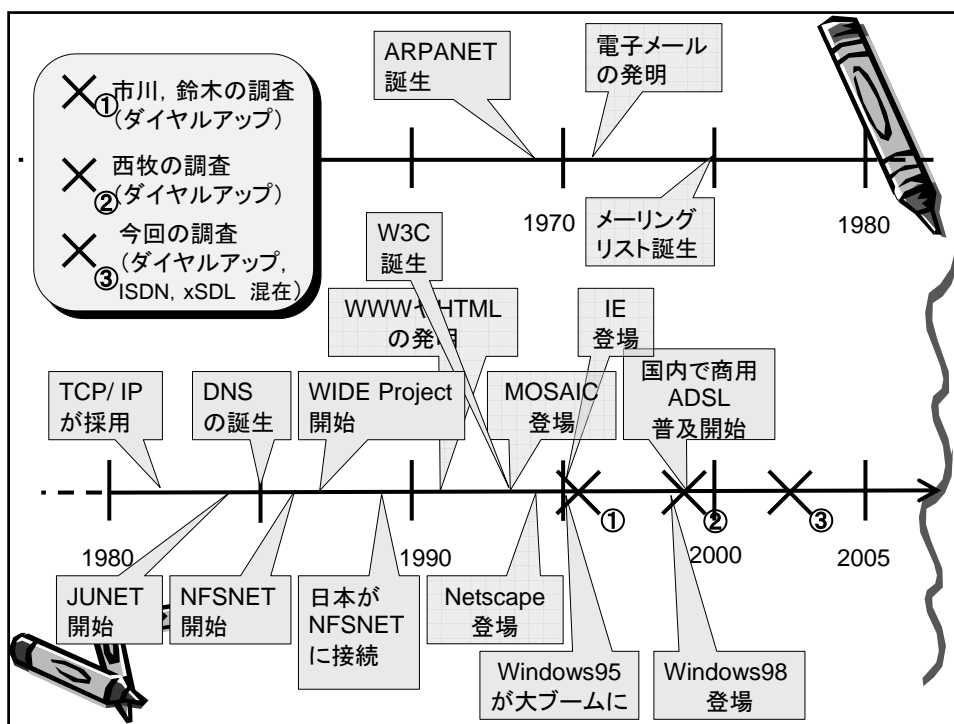 ①市川, 鈴木の調査
(ダイヤルアップ)
②西牧の調査
(ダイヤルアップ)
③今回の調査
(ダイヤルアップ,
ISDN, xSDL 混在)
ARPANET
誕生
電子メール
の発明
1970
メーリング
リスト誕生
1980
W3C
誕生
WWWやHTML
の発明
IE
登場
TCP/ IP
が採用
DNS
の誕生
WIDE Project
開始
MOSAIC
登場
国内で商用
ADSL
普及開始
①
②
③
1980
1990
2000
2005
JUNET
開始
NFSNET
開始
日本が
NFSNET
に接続
Netscape
登場
Windows95
が大ブームに
Windows98
登場